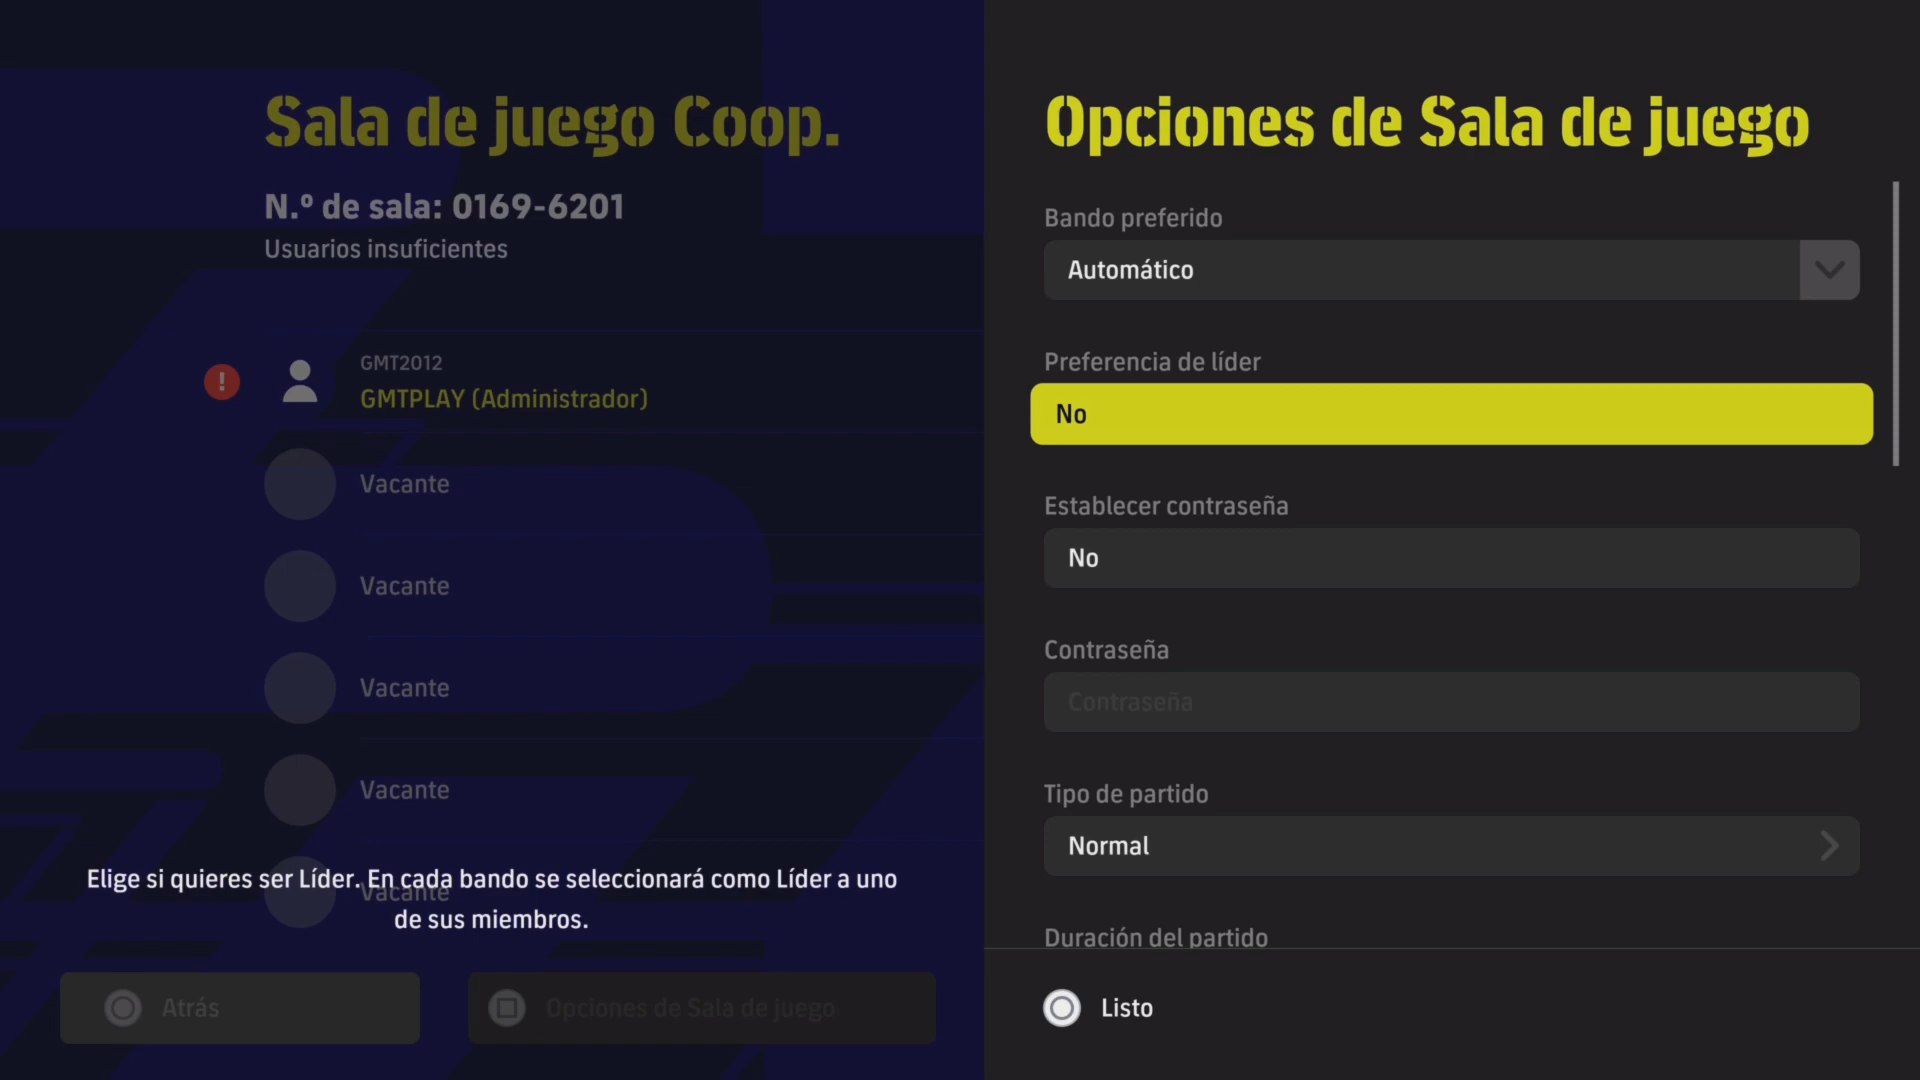 Sala de juego Coop.
N.º de sala: 0169-6201
Usuarios insuficientes
GMT2012
GMTPLAY (Administrador)
Vacante
Vacante
Vacante
Vacante
Vacante
Elige si quieres ser Líder. En cada bando se seleccionará como Líder a uno
de sus miembros.
Atrás
Opciones de Sala de juego
Opciones de Sala de juego
Bando preferido
Automático
Preferencia de líder
No
Establecer contraseña
No
Contraseña
Contraseña
Tipo de partido
Normal
Duración del partido
Listo